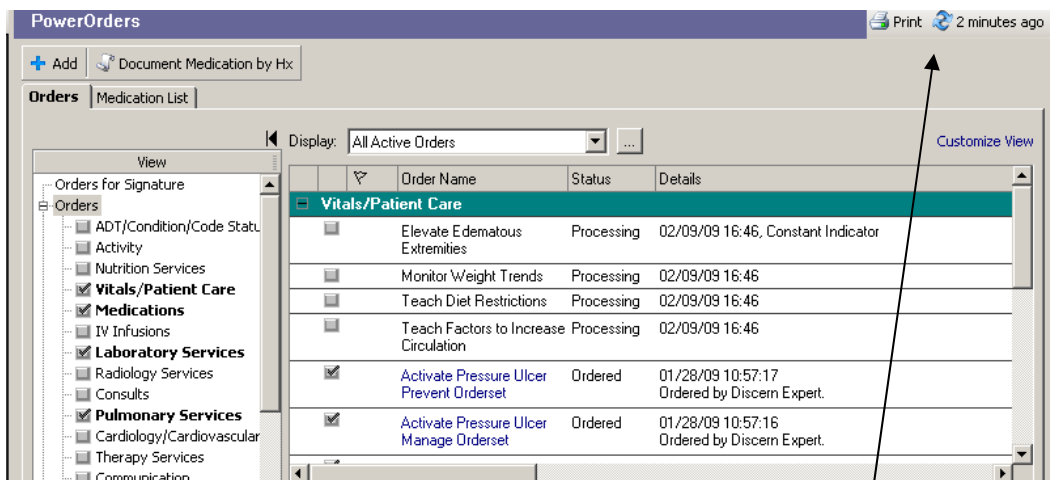 PowerOrders Print 2 minutes ago
Add Document Medication by Hx
Orders Medication List
Display: All Active Orders ... Customize View
View
Orders for Signature
Orders
ADT/Condition/Code Statu
Activity
Nutrition Services
Vitals/Patient Care
Medications
IV Infusions
Laboratory Services
Radiology Services
Consults
Pulmonary Services
Cardiology/Cardiovascular
Therapy Services
Communication
Order Name Status Details
Vitals/Patient Care
Elevate Edematous Processing 02/09/09 16:46, Constant Indicator
Extremities
Monitor Weight Trends Processing 02/09/09 16:46
Teach Diet Restrictions Processing 02/09/09 16:46
Teach Factors to Increase Processing 02/09/09 16:46
Circulation
Activate Pressure Ulcer Ordered 01/28/09 10:57:17
Prevent Orderset Ordered by Discern Expert.
Activate Pressure Ulcer Ordered 01/28/09 10:57:16
Manage Orderset Ordered by Discern Expert.